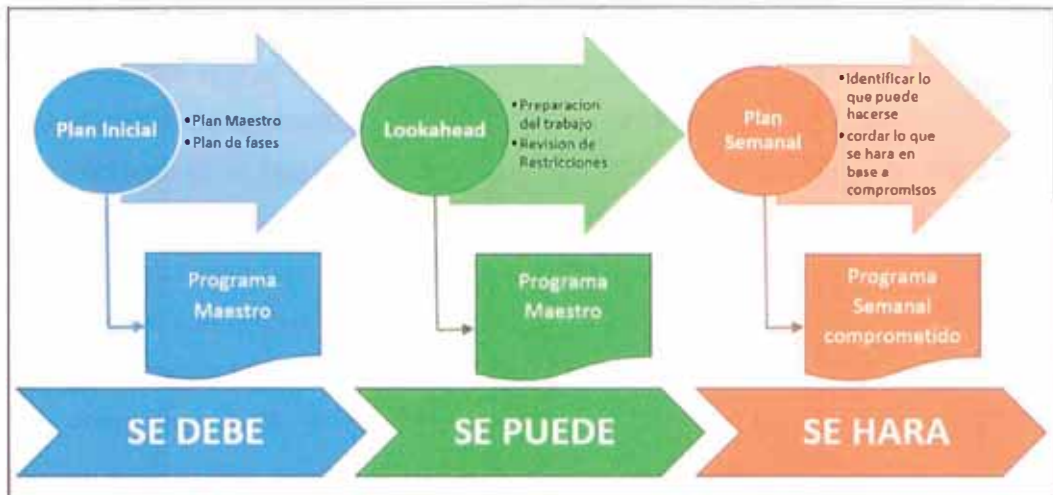 Plan Inicial
• Plan Maestro
• Plan de fases
Programa
Maestro
SE DEBE
Lookahead
• Preparacion
del trabajo
• Revision de
Restricciones
Programa
Maestro
SE PUEDE
Plan
Semanal
• Identificar lo
que puede
hacerse
• cordar lo que
se hara en
base a
compromisos
Programa
Semanal
comprometido
SE HARA